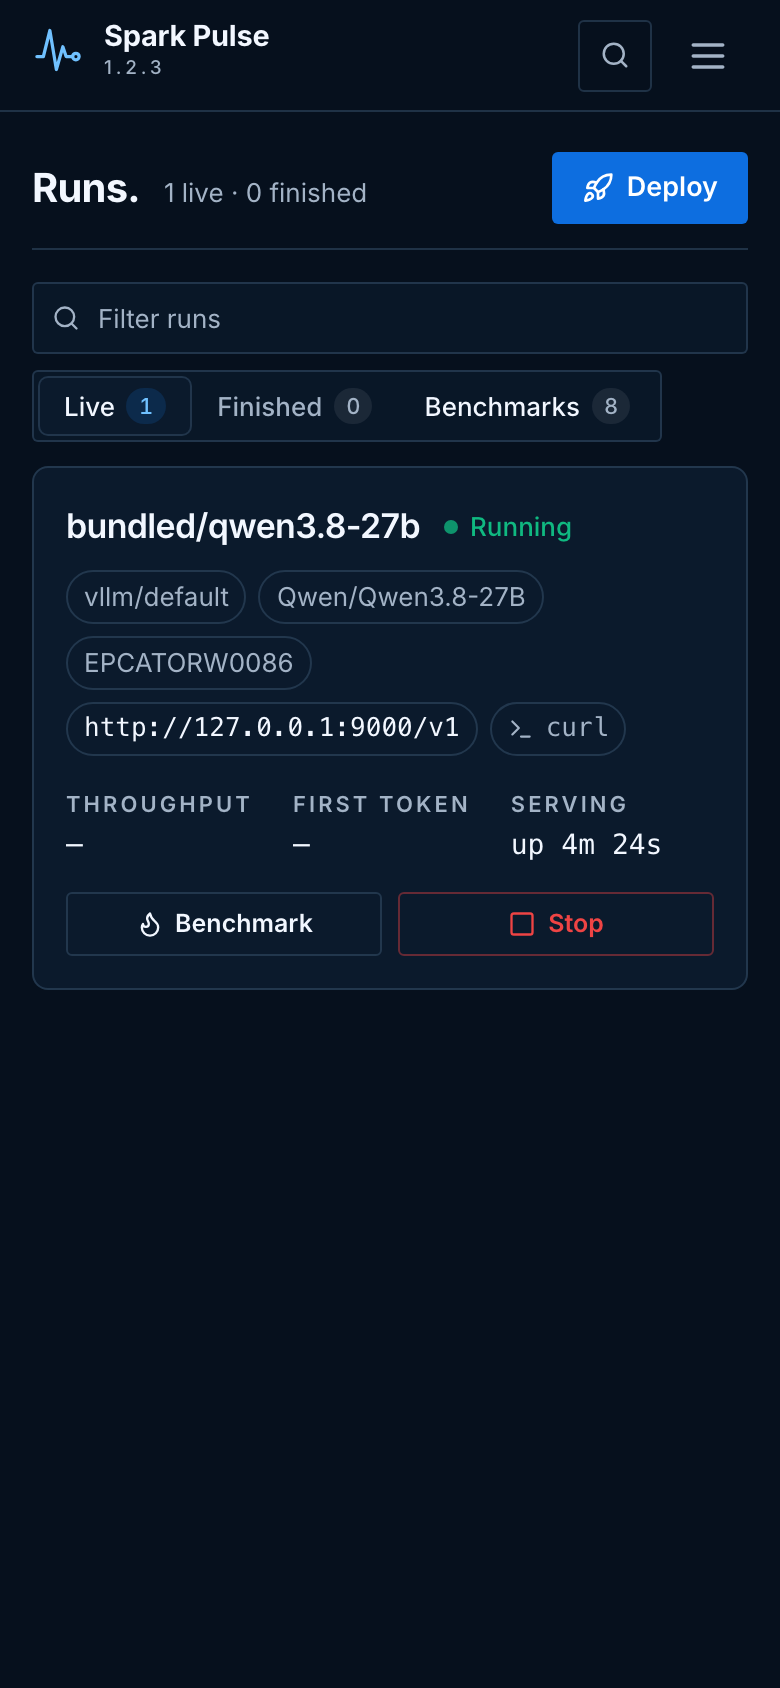 Spark Pulse
1.2.3
Runs. 1 live · 0 finished
Deploy
Filter runs
Live 1 Finished 0 Benchmarks 8
bundled/qwen3.8-27b Running
vllm/default Qwen/Qwen3.8-27B
EPCATORW0086
http://127.0.0.1:9000/v1 >_ curl
THROUGHPUT FIRST TOKEN SERVING
— — up 4m 24s
Benchmark Stop